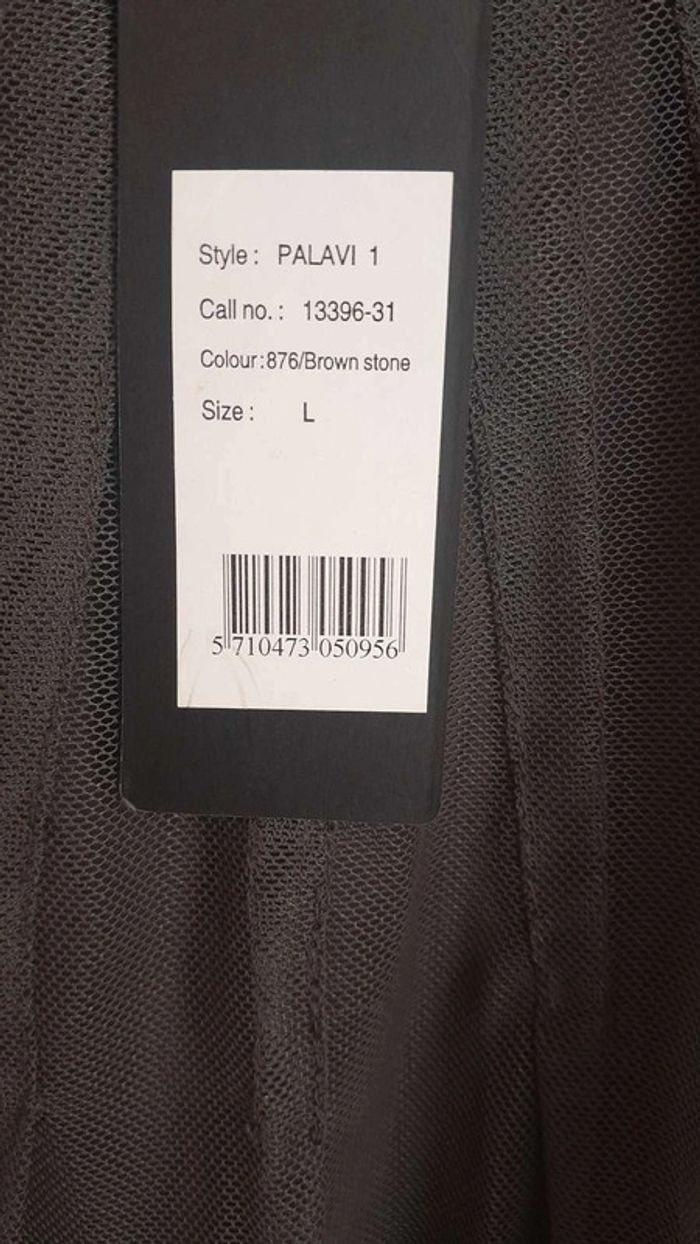 Style : PALAVI 1
Call no. : 13396-31
Colour :876/Brown stone
Size : L
5 710473 050956